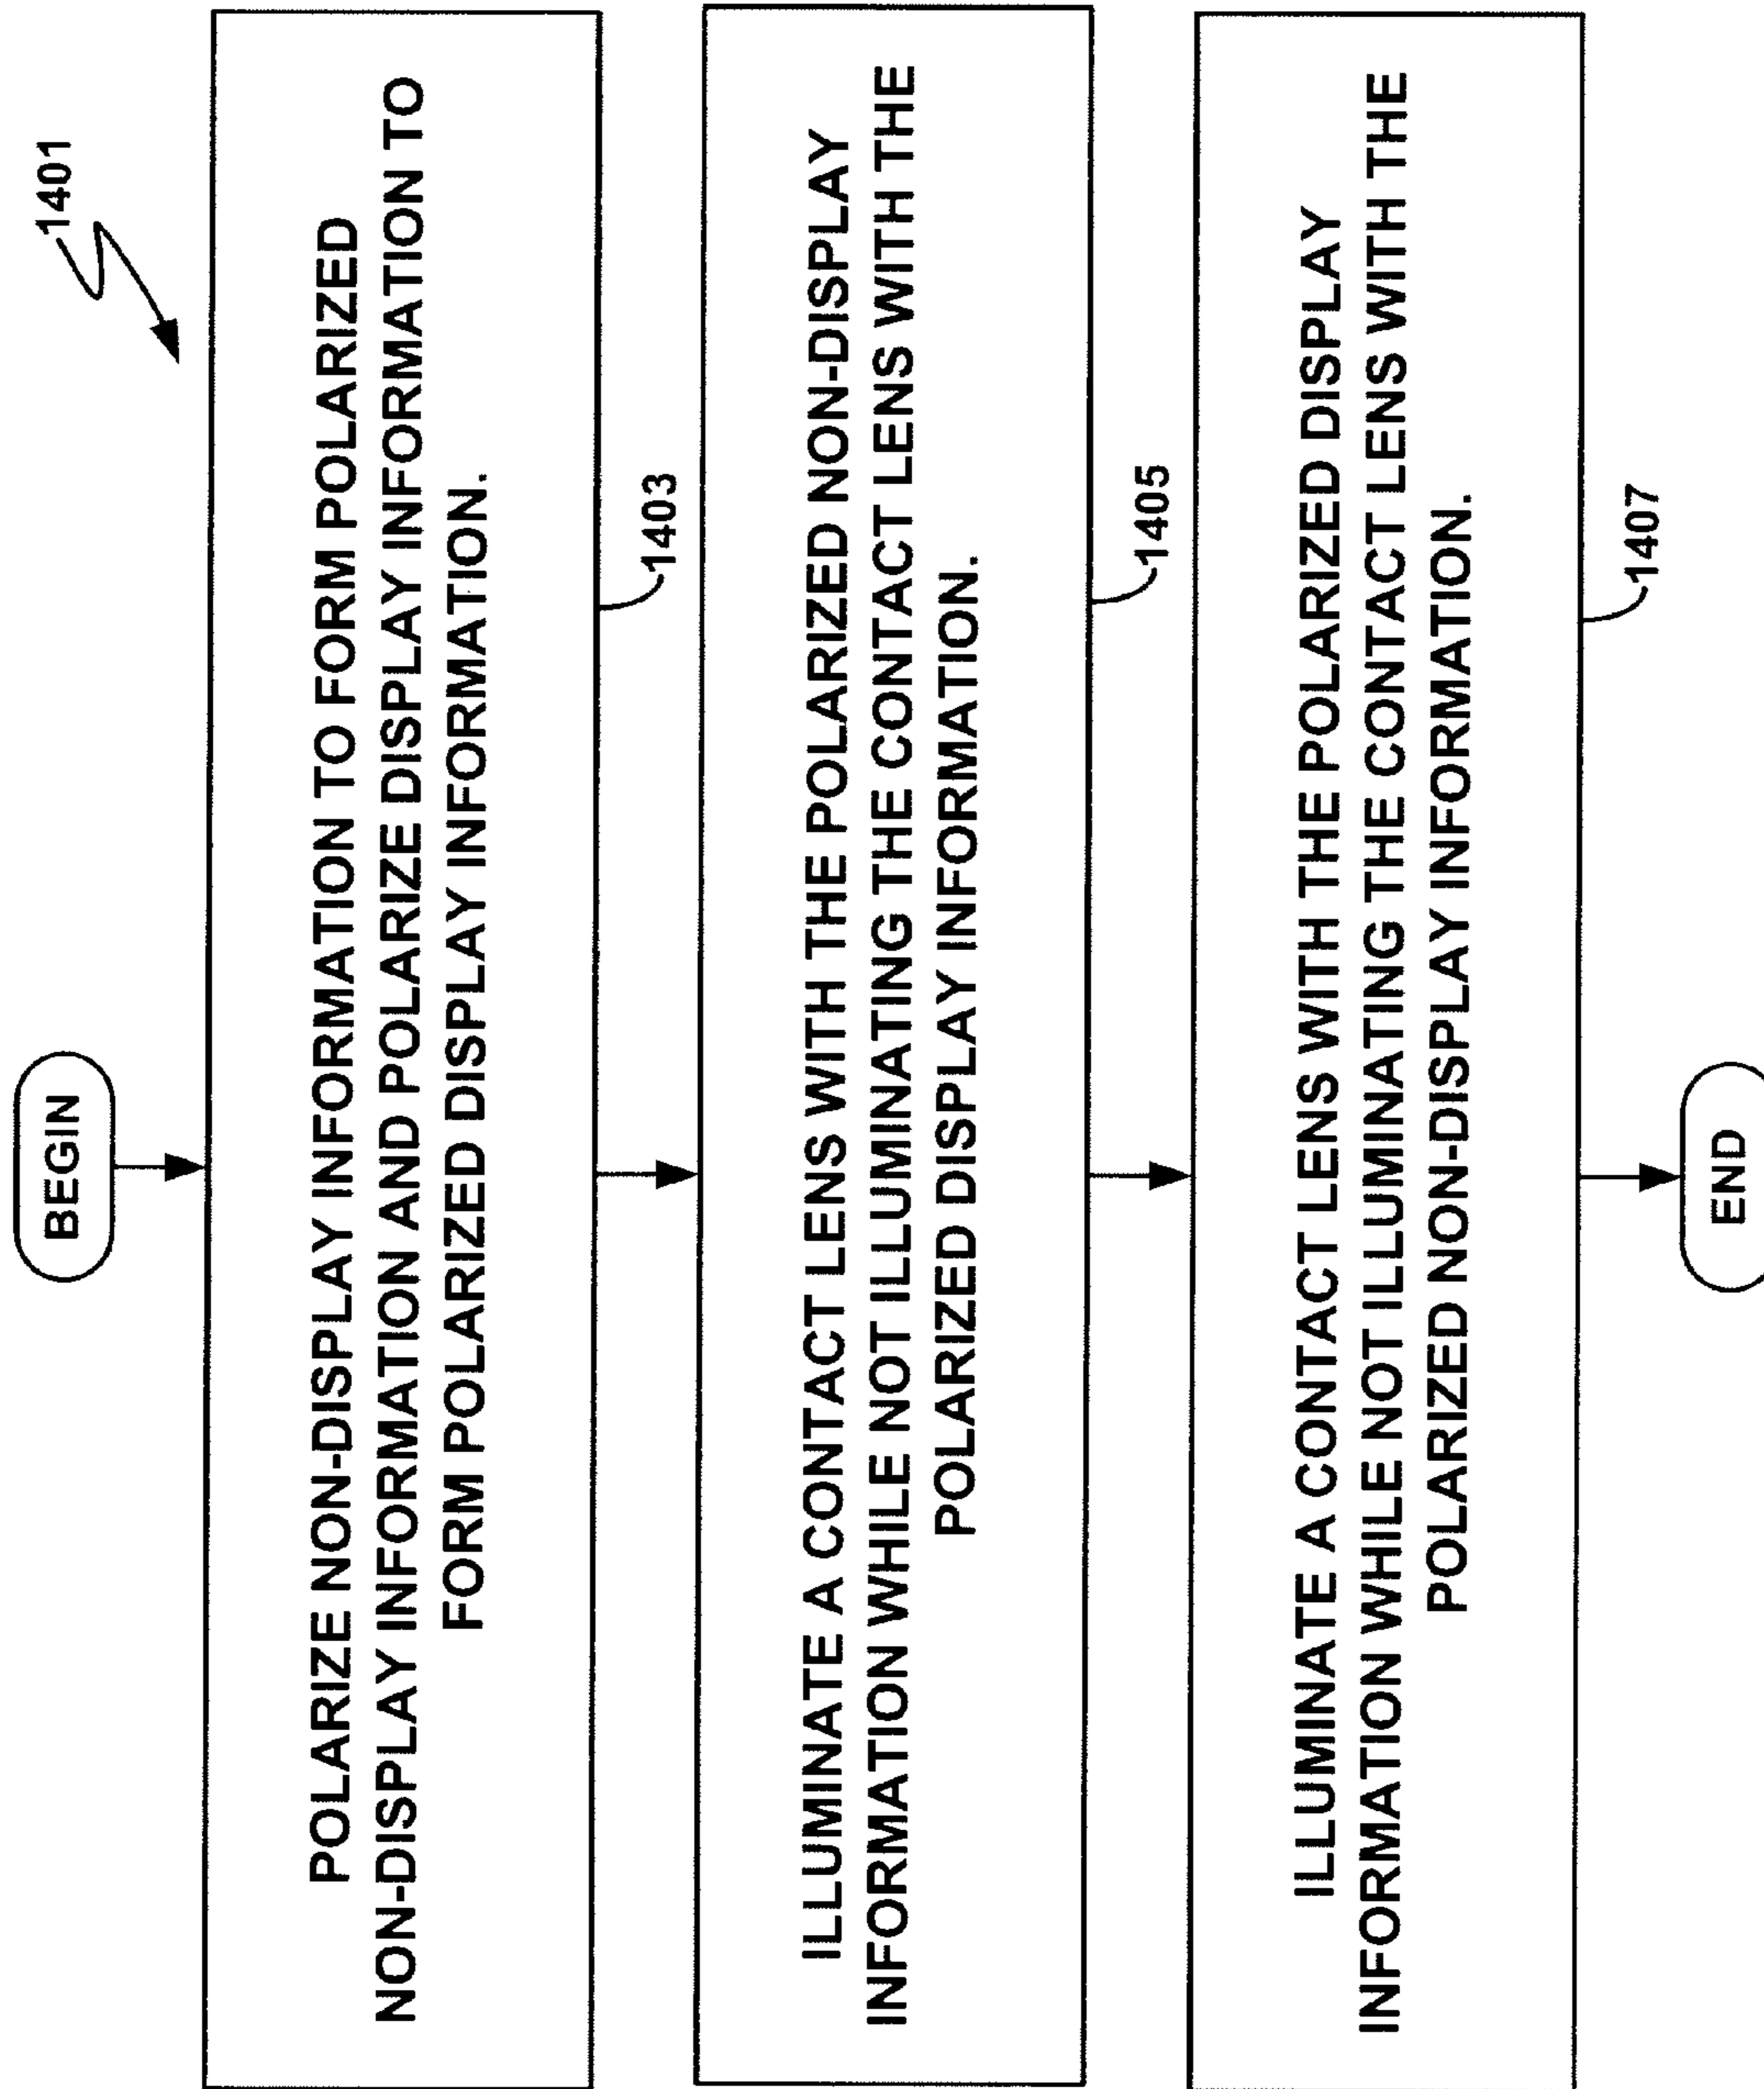 1401
BEGIN
POLARIZE NON-DISPLAY INFORMATION TO FORM POLARIZED
NON-DISPLAY INFORMATION AND POLARIZE DISPLAY INFORMATION TO
FORM POLARIZED DISPLAY INFORMATION.
1403
ILLUMINATE A CONTACT LENS WITH THE POLARIZED NON-DISPLAY
INFORMATION WHILE NOT ILLUMINATING THE CONTACT LENS WITH THE
POLARIZED DISPLAY INFORMATION.
1405
ILLUMINATE A CONTACT LENS WITH THE POLARIZED DISPLAY
INFORMATION WHILE NOT ILLUMINATING THE CONTACT LENS WITH THE
POLARIZED NON-DISPLAY INFORMATION.
1407
END